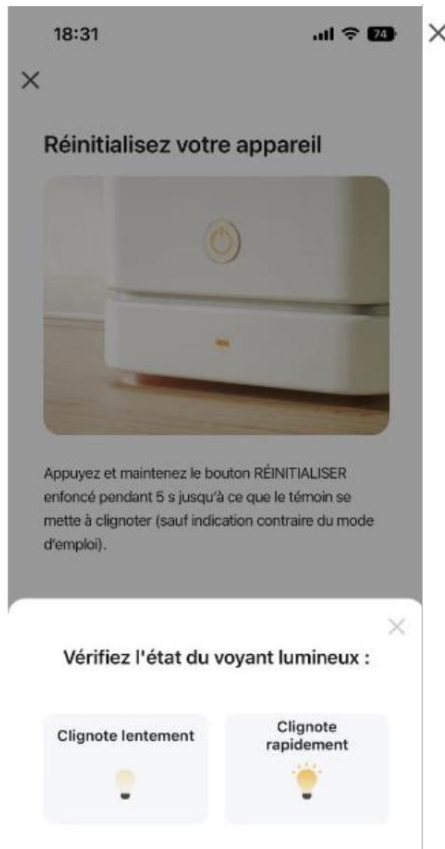 18:31
74
Réinitialisez votre appareil
Appuyez et maintenez le bouton RÉINITIALISER
enfoncé pendant 5 s jusqu'à ce que le témoin se
mette à clignoter (sauf indication contraire du mode
d'emploi).
Vérifiez l'état du voyant lumineux :
Clignote lentement
Clignote
rapidement